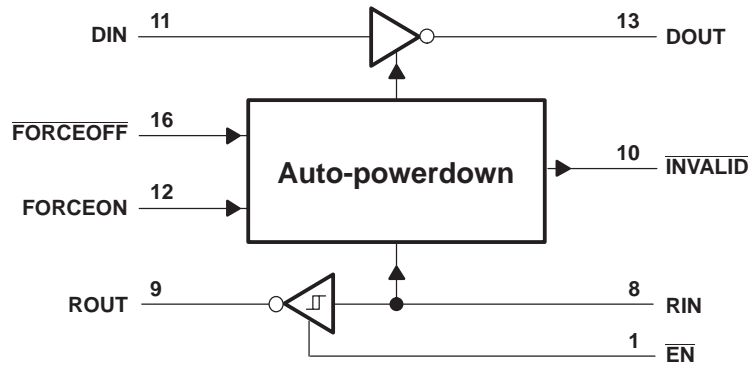 DIN 11 13 DOUT
FORCEOFF 16
Auto-powerdown 10 INVALID
FORCEON 12
ROUT 9 8 RIN
1 EN